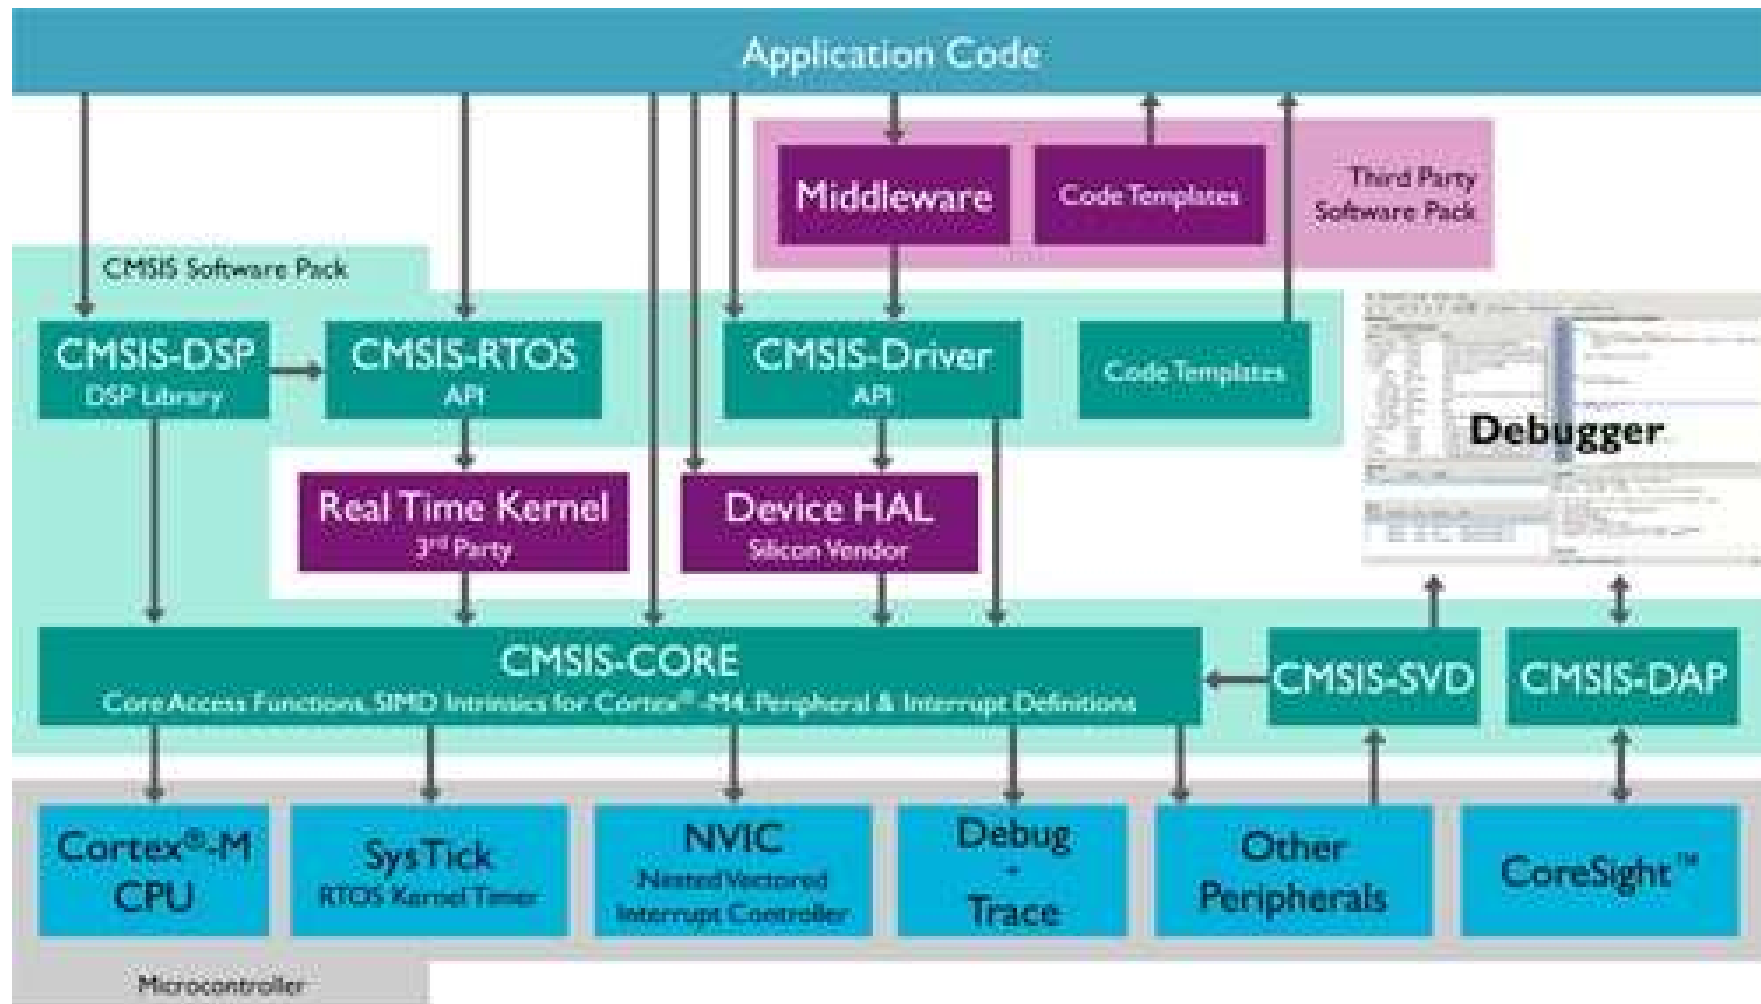 Application Code
Middleware
Code Templates
Third Party
Software Pack
CMSIS Software Pack
CMSIS-DSP
DSP Library
CMSIS-RTOS
API
CMSIS-Driver
API
Code Templates
Debugger
Real Time Kernel
3rd Party
Device HAL
Silicon Vendor
CMSIS-CORE
Core Access Functions, SIMD Intrinsics for Cortex®-M4, Peripheral & Interrupt Definitions
CMSIS-SVD
CMSIS-DAP
Cortex®-M
CPU
SysTick
RTOS Kernel Timer
NVIC
Nested Vectored
Interrupt Controller
Debug
-
Trace
Other
Peripherals
CoreSight™
Microcontroller